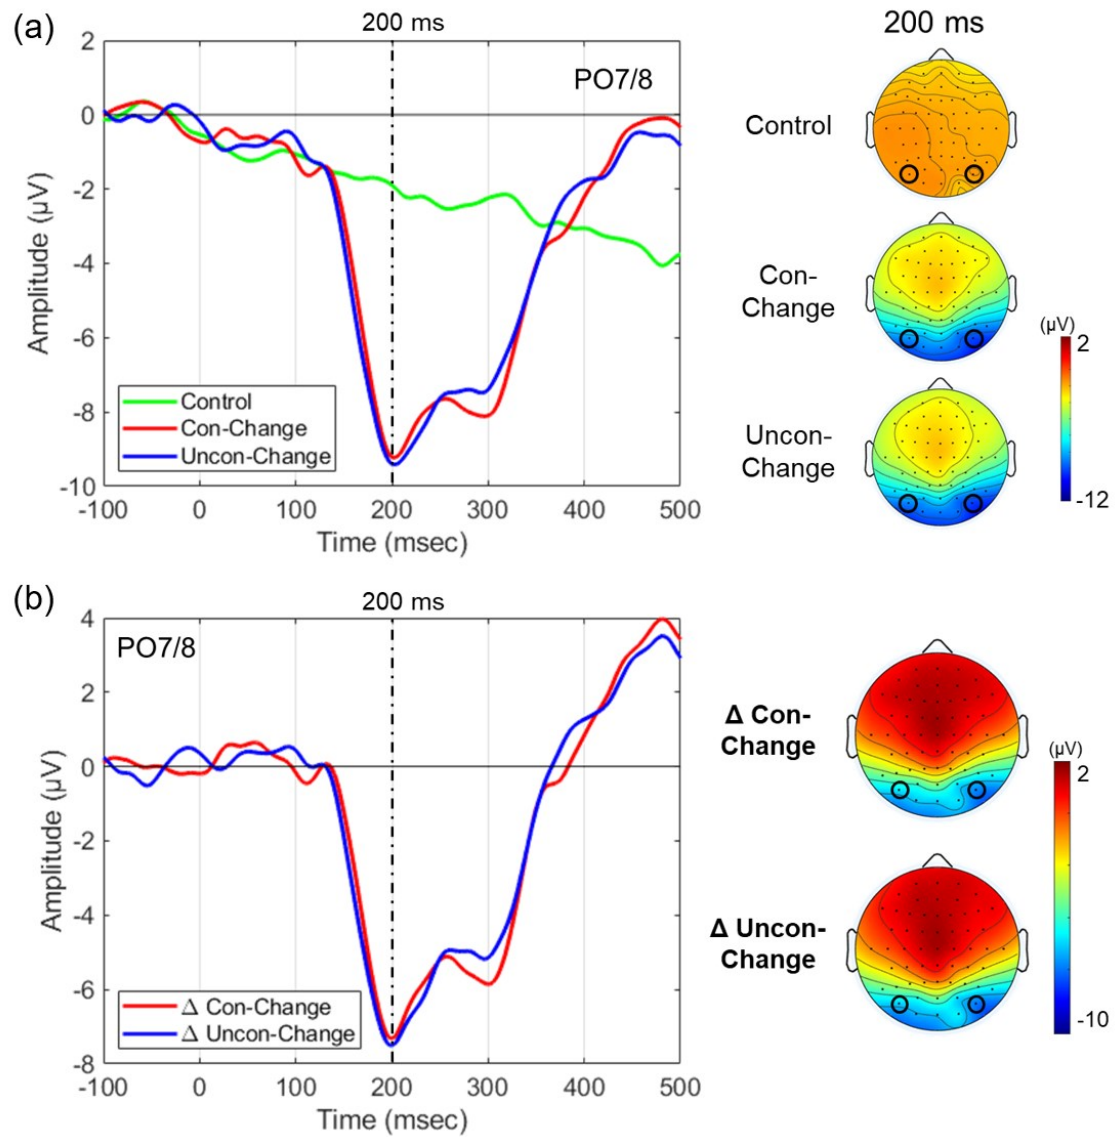 (a)
200 ms
200 ms
2
0
-2
-4
-6
-8
-10
Amplitude (μV)
PO7/8
Control
Con-Change
Uncon-Change
-100 0 100 200 300 400 500
Time (msec)
Control
Con-
Change
Uncon-
Change
(μV)
2
-12
(b)
200 ms
4
2
0
-2
-4
-6
-8
Amplitude (μV)
PO7/8
Δ Con-Change
Δ Uncon-Change
-100 0 100 200 300 400 500
Time (msec)
Δ Con-
Change
Δ Uncon-
Change
(μV)
2
-10